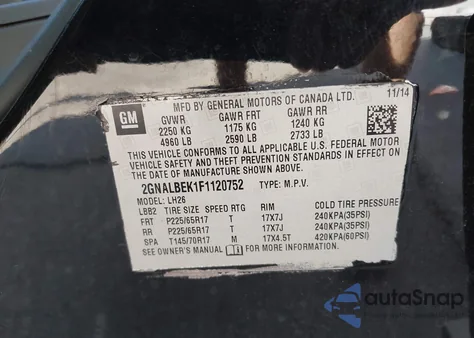 GM
MFD BY GENERAL MOTORS OF CANADA LTD. 11/14
GVWR GAWR FRT GAWR RR
2250 KG 1175 KG 1240 KG
4960 LB 2590 LB 2733 LB
THIS VEHICLE CONFORMS TO ALL APPLICABLE U.S. FEDERAL MOTOR
VEHICLE SAFETY AND THEFT PREVENTION STANDARDS IN EFFECT ON
THE DATE OF MANUFACTURE SHOWN ABOVE.
2GNALBEK1F1120752 TYPE: M.P.V.
MODEL: LH26
LBB2 TIRE SIZE SPEED RTG RIM COLD TIRE PRESSURE
FRT P225/65R17 T 17X7J 240KPA(35PSI)
RR P225/65R17 T 17X7J 240KPA(35PSI)
SPA T145/70R17 M 17X4.5T 420KPA(60PSI)
SEE OWNER'S MANUAL FOR ADDITIONAL INFORMATION.
autoSnap